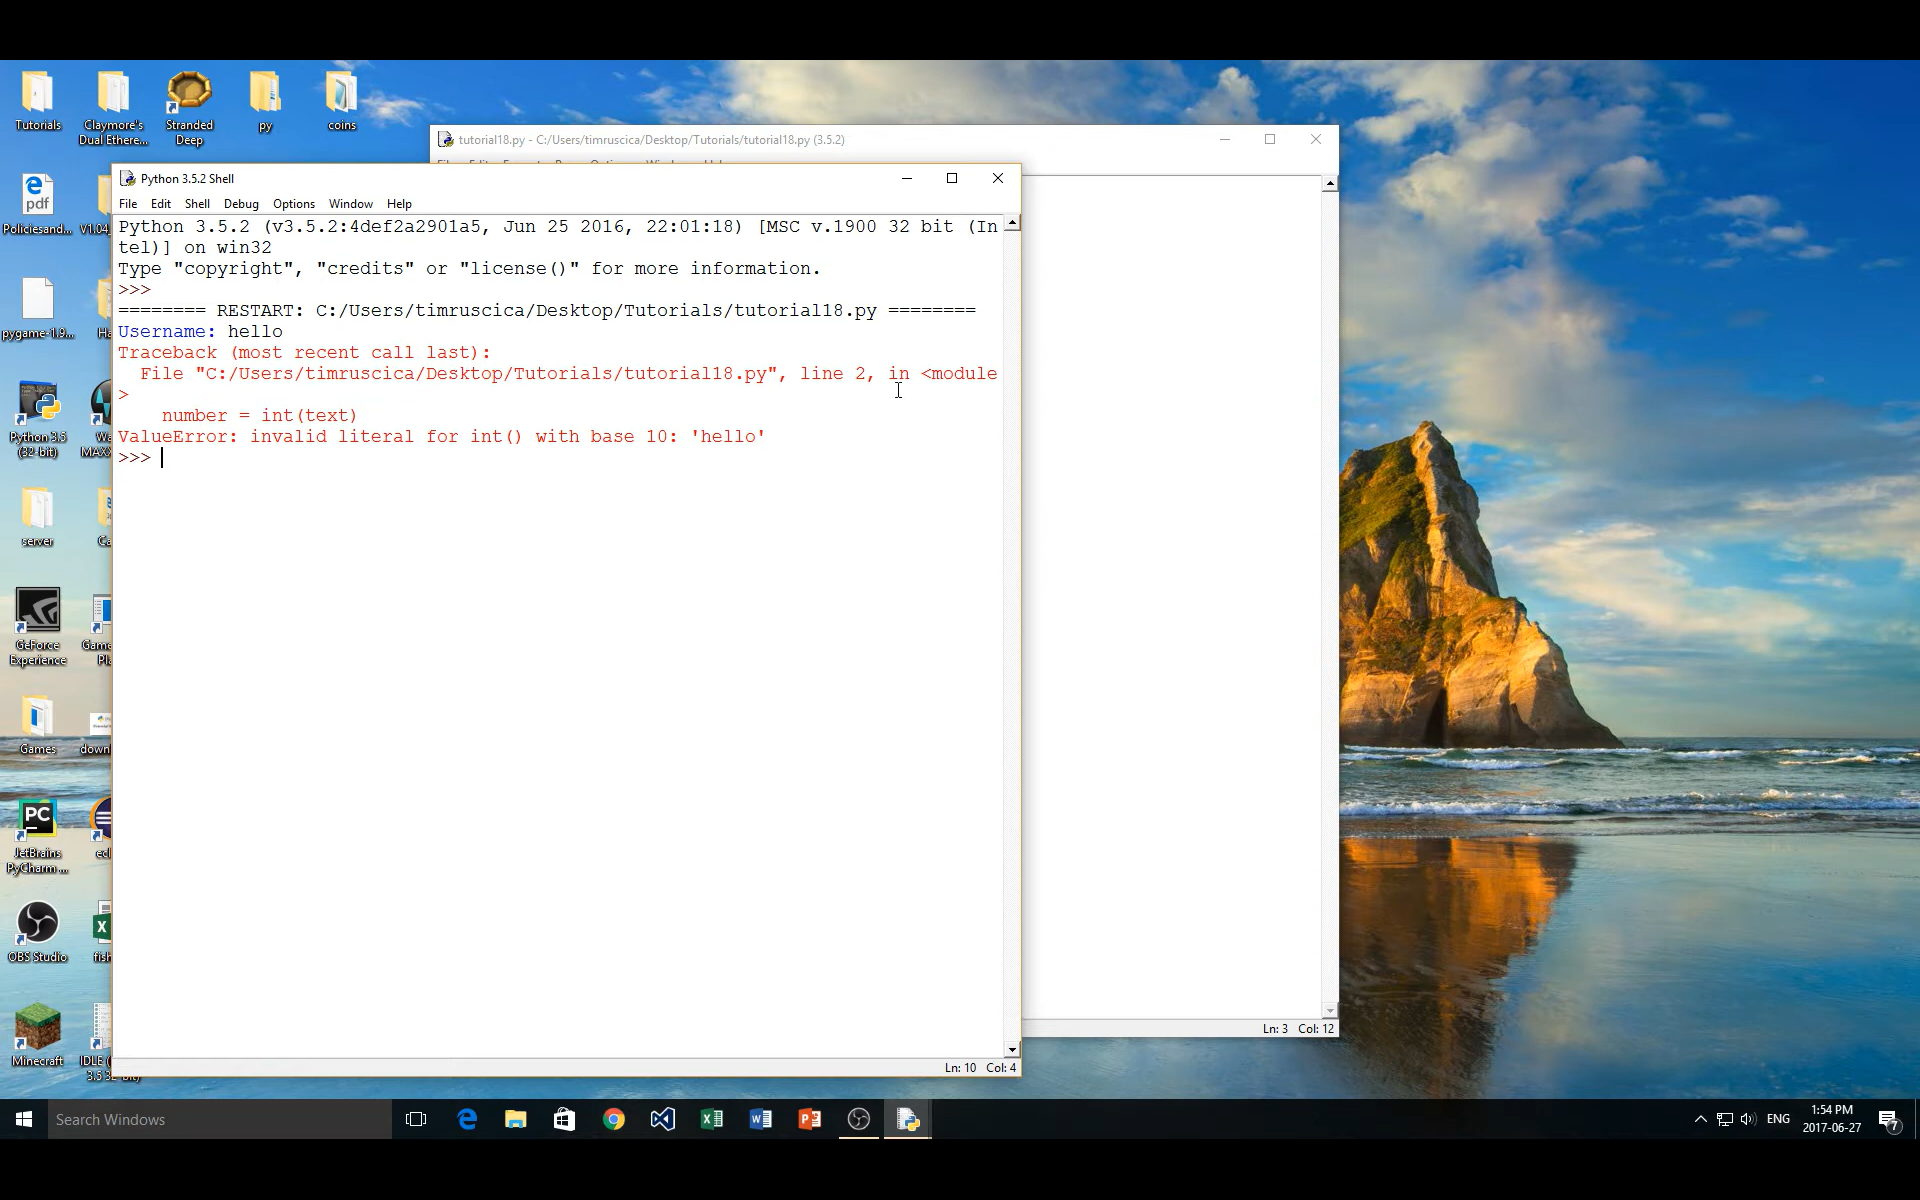 Tutorials
Claymore's
Dual Ethere...
Stranded
Deep
py
coins
tutorial18.py - C:/Users/timruscica/Desktop/Tutorials/tutorial18.py (3.5.2)
Python 3.5.2 Shell
File Edit Shell Debug Options Window Help
Python 3.5.2 (v3.5.2:4def2a2901a5, Jun 25 2016, 22:01:18) [MSC v.1900 32 bit (In
tel)] on win32
Type "copyright", "credits" or "license()" for more information.
>>>
======== RESTART: C:/Users/timruscica/Desktop/Tutorials/tutorial18.py ========
Username: hello
Traceback (most recent call last):
  File "C:/Users/timruscica/Desktop/Tutorials/tutorial18.py", line 2, in <module
>
    number = int(text)
ValueError: invalid literal for int() with base 10: 'hello'
>>>
Ln: 10 Col: 4
Ln: 3 Col: 12
pdf
Policiesand...
V1.04
pygame-1.9...
Python 3.5
(32-bit)
MAXX
server
GeForce
Experience
Game
Pla
Games
down
PC
JetBrains
PyCharm ...
ecl
OBS Studio
fish
Minecraft
IDLE (
3.5 32-bit)
Search Windows
ENG
1:54 PM
2017-06-27
7